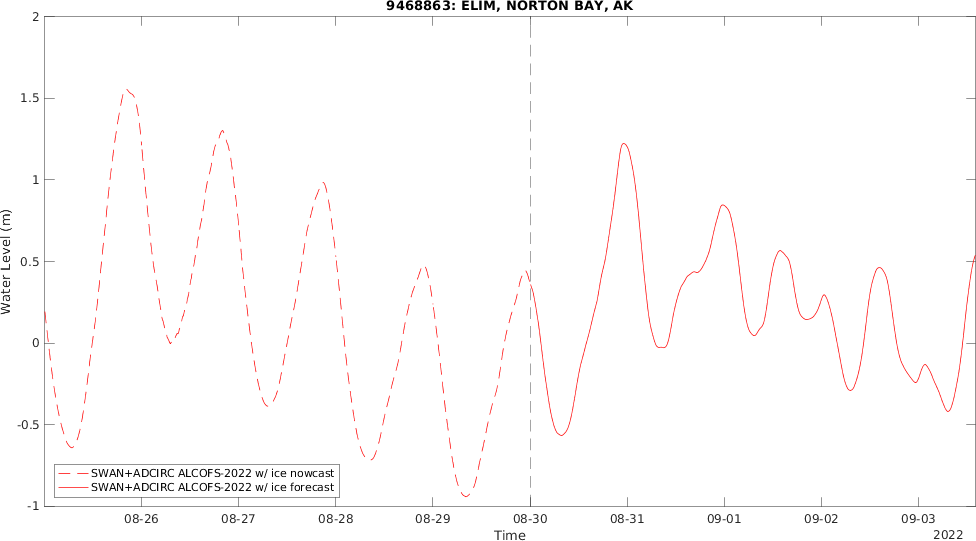 9468863: ELIM, NORTON BAY, AK
Water Level (m)
2
1.5
1
0.5
0
-0.5
-1
SWAN+ADCIRC ALCOFS-2022 w/ ice nowcast
SWAN+ADCIRC ALCOFS-2022 w/ ice forecast
08-26 08-27 08-28 08-29 08-30 08-31 09-01 09-02 09-03
Time
2022